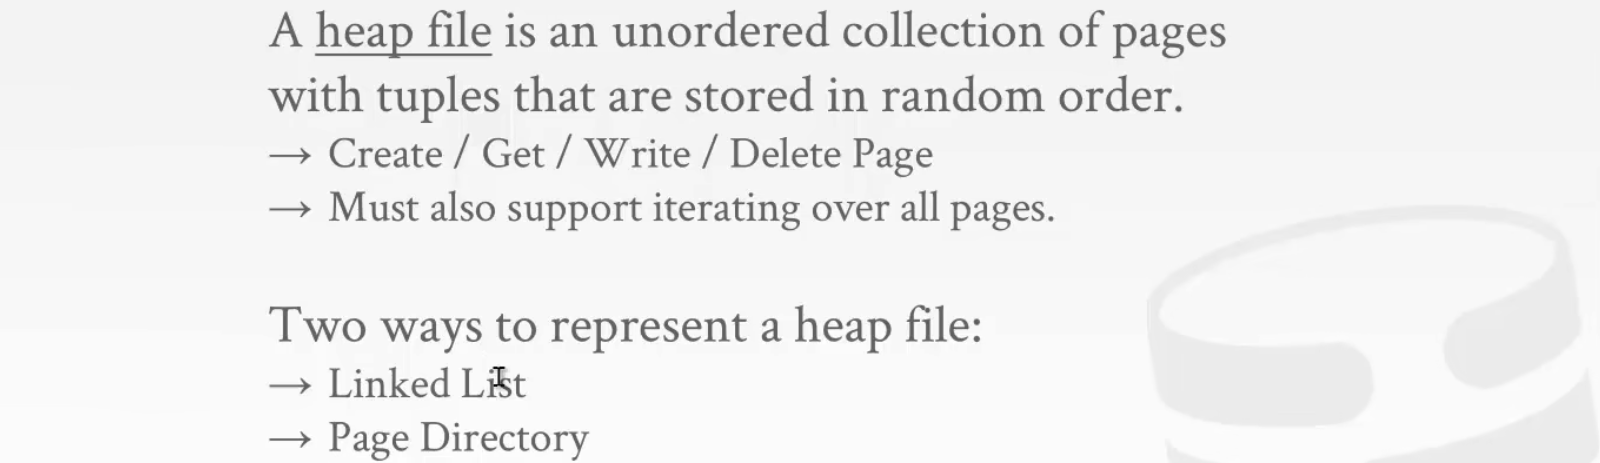 A heap file is an unordered collection of pages
with tuples that are stored in random order.
→ Create / Get / Write / Delete Page
→ Must also support iterating over all pages.
Two ways to represent a heap file:
→ Linked List
→ Page Directory